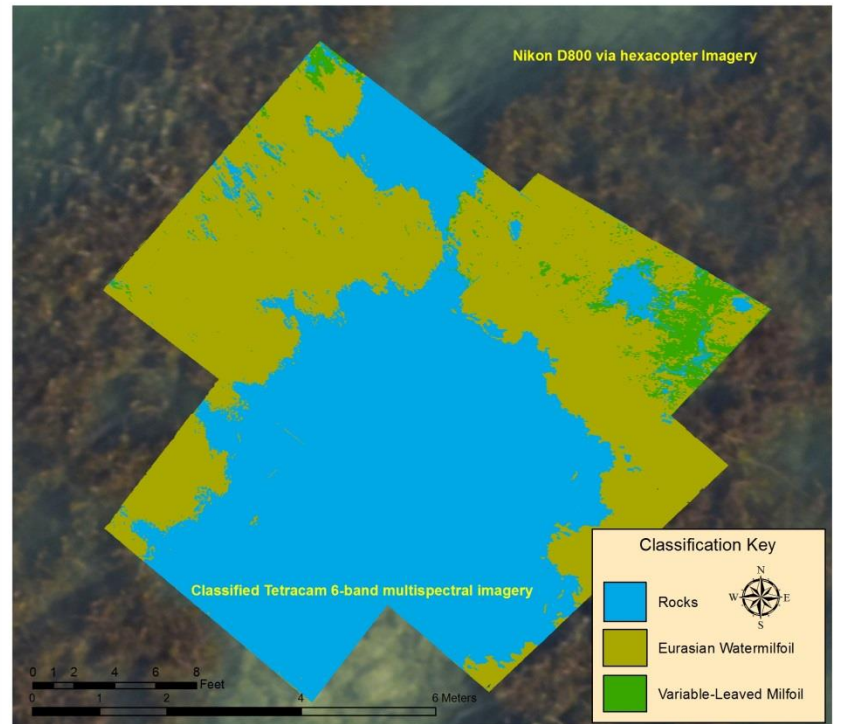 Nikon D800 via hexacopter Imagery
Classified Tetracam 6-band multispectral imagery
Classification Key
N
W E
S
Rocks
Eurasian Watermilfoil
Variable-Leaved Milfoil
0 1 2 4 6 8
Feet
0 1 2 4 6 Meters